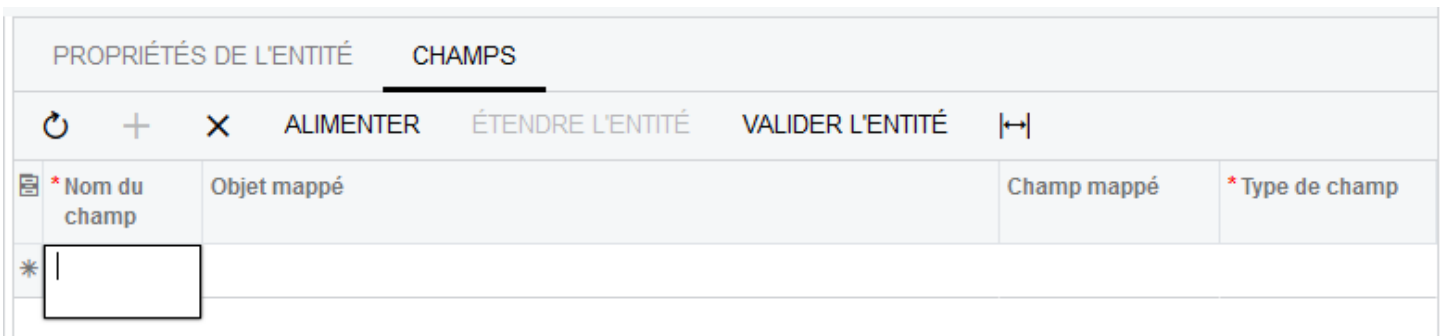 PROPRIÉTÉS DE L'ENTITÉ CHAMPS
ALIMENTER ÉTENDRE L'ENTITÉ VALIDER L'ENTITÉ
* Nom du champ Objet mappé Champ mappé * Type de champ